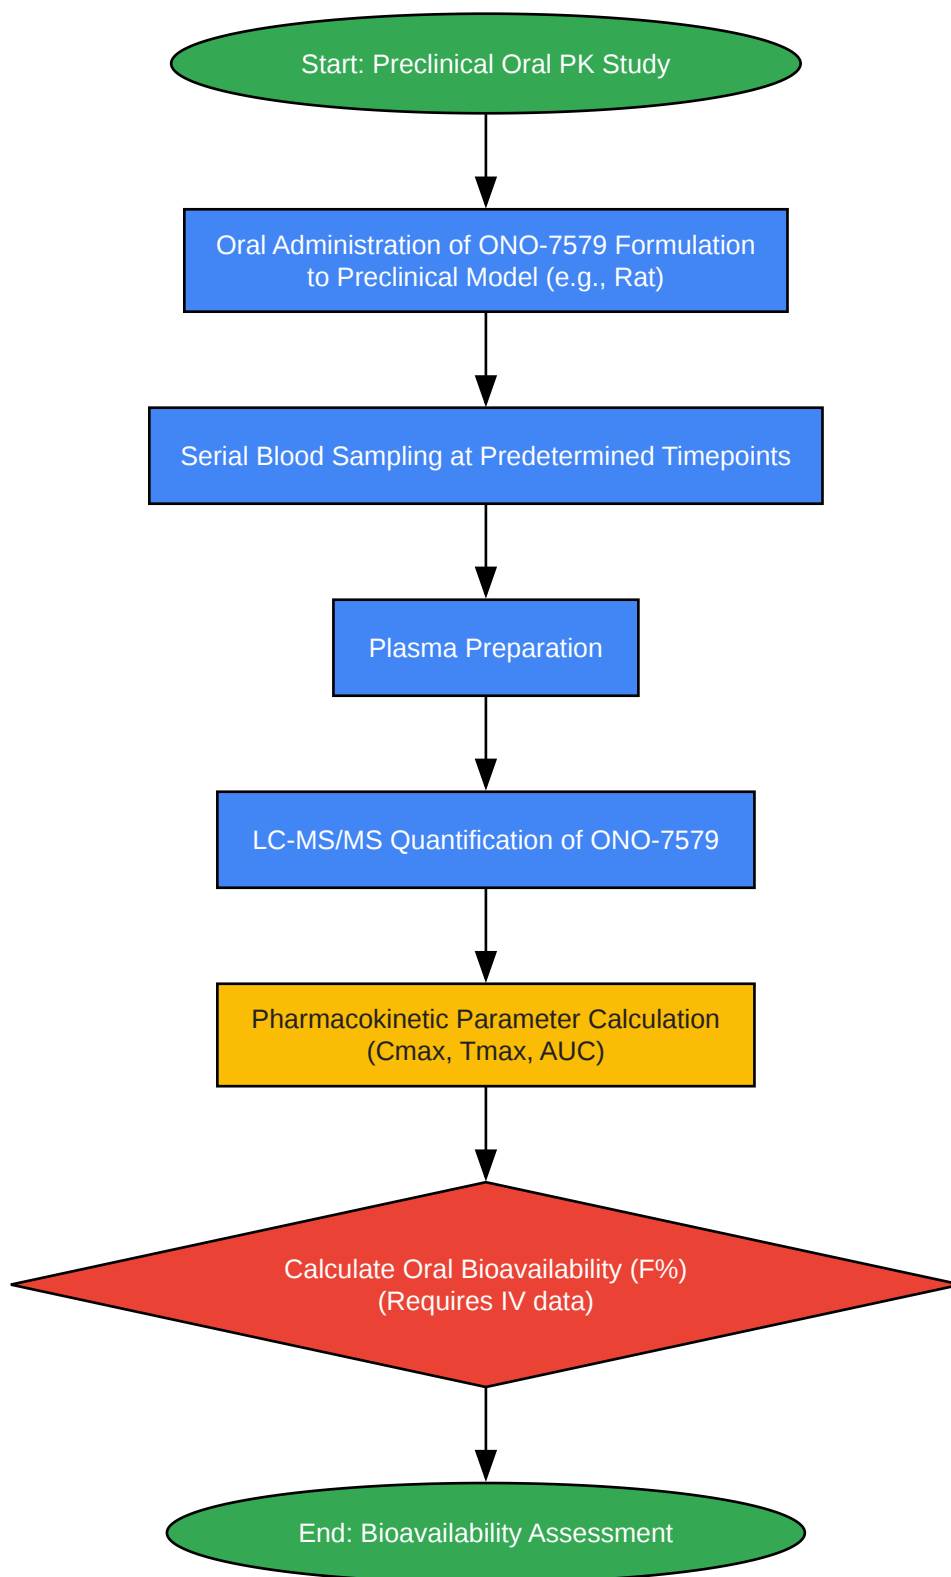 Start: Preclinical Oral PK Study
Oral Administration of ONO-7579 Formulation
to Preclinical Model (e.g., Rat)
Serial Blood Sampling at Predetermined Timepoints
Plasma Preparation
LC-MS/MS Quantification of ONO-7579
Pharmacokinetic Parameter Calculation
(Cmax, Tmax, AUC)
Calculate Oral Bioavailability (F%)
(Requires IV data)
End: Bioavailability Assessment